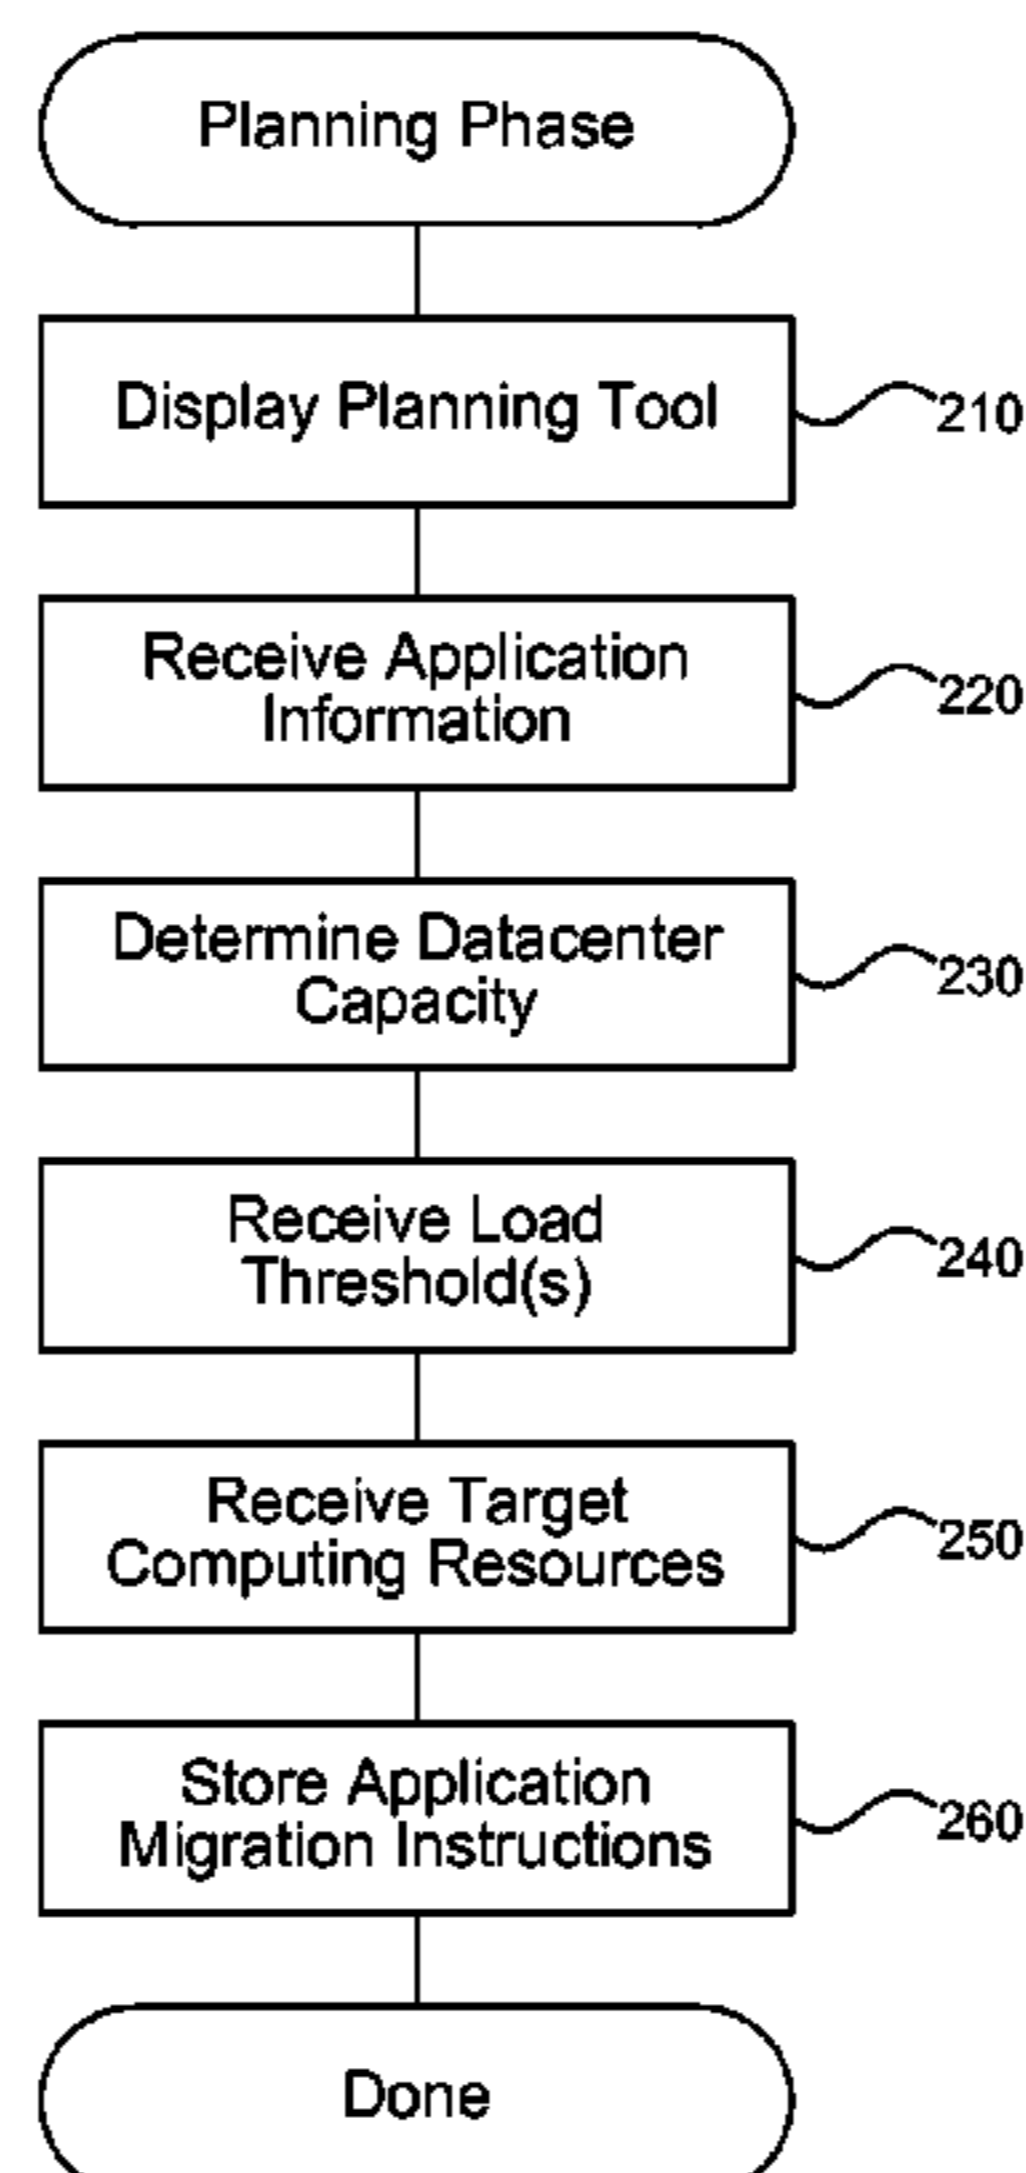 Planning Phase
Display Planning Tool
210
Receive Application
Information
220
Determine Datacenter
Capacity
230
Receive Load
Threshold(s)
240
Receive Target
Computing Resources
250
Store Application
Migration Instructions
260
Done